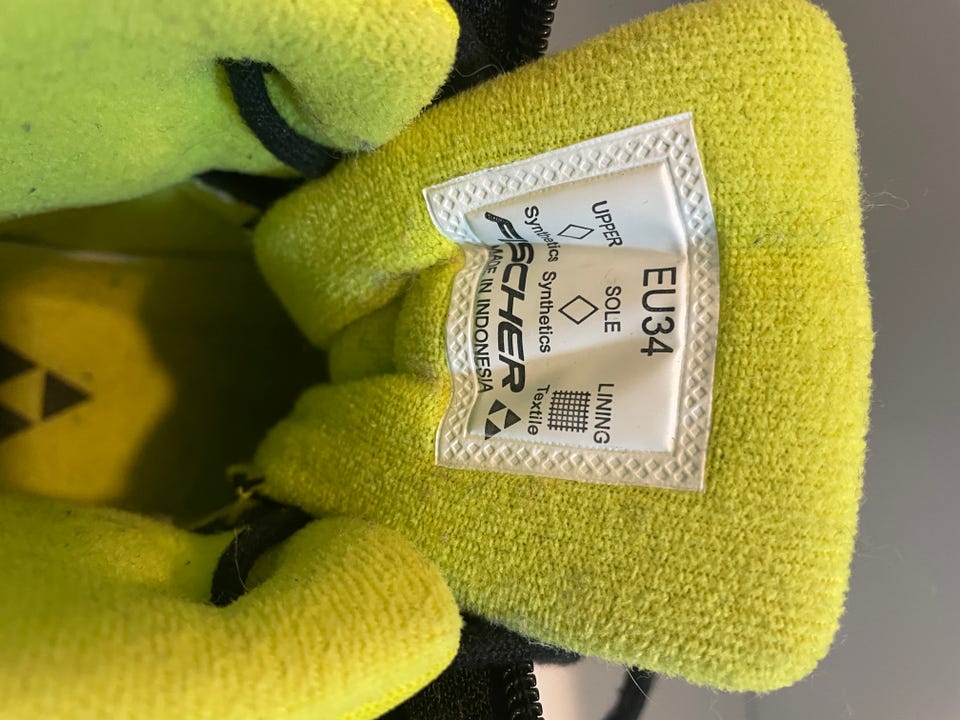 EU34
UPPER SOLE LINING
Synthetics Synthetics Textile
FISCHER
MADE IN INDONESIA